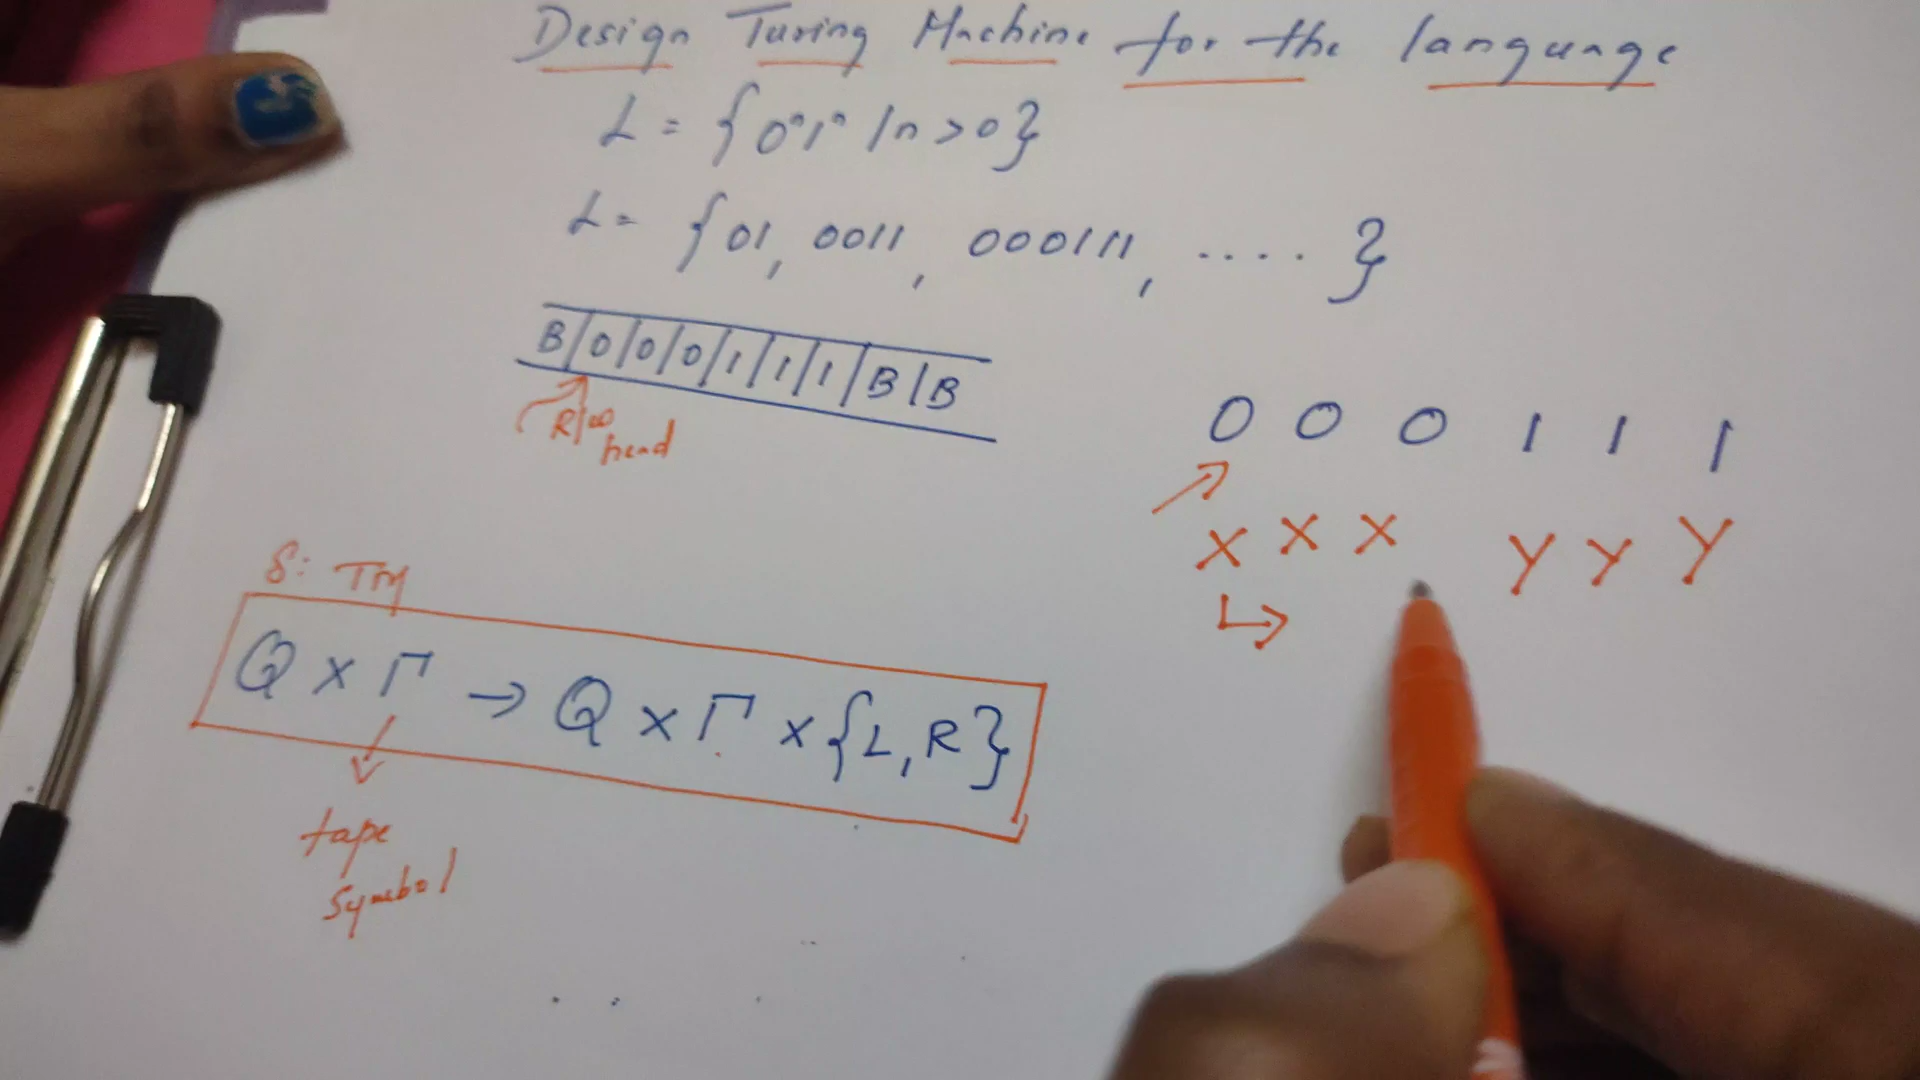 Design Turing Machine for the language
L = {0ⁿ1ⁿ | n > 0}
L = {01, 0011, 000111, ....}
B 0 0 0 1 1 1 B B
R/W head
0 0 0 1 1 1
X X X Y Y Y
δ: TM
Q × Γ → Q × Γ × {L, R}
tape
symbol